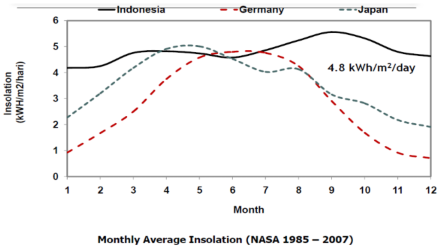 Indonesia Germany Japan
6
5
4
3
2
1
0
Insolation
(kWH/m2/hari)
4.8 kWh/m²/day
1 2 3 4 5 6 7 8 9 10 11 12
Month
Monthly Average Insolation (NASA 1985 – 2007)